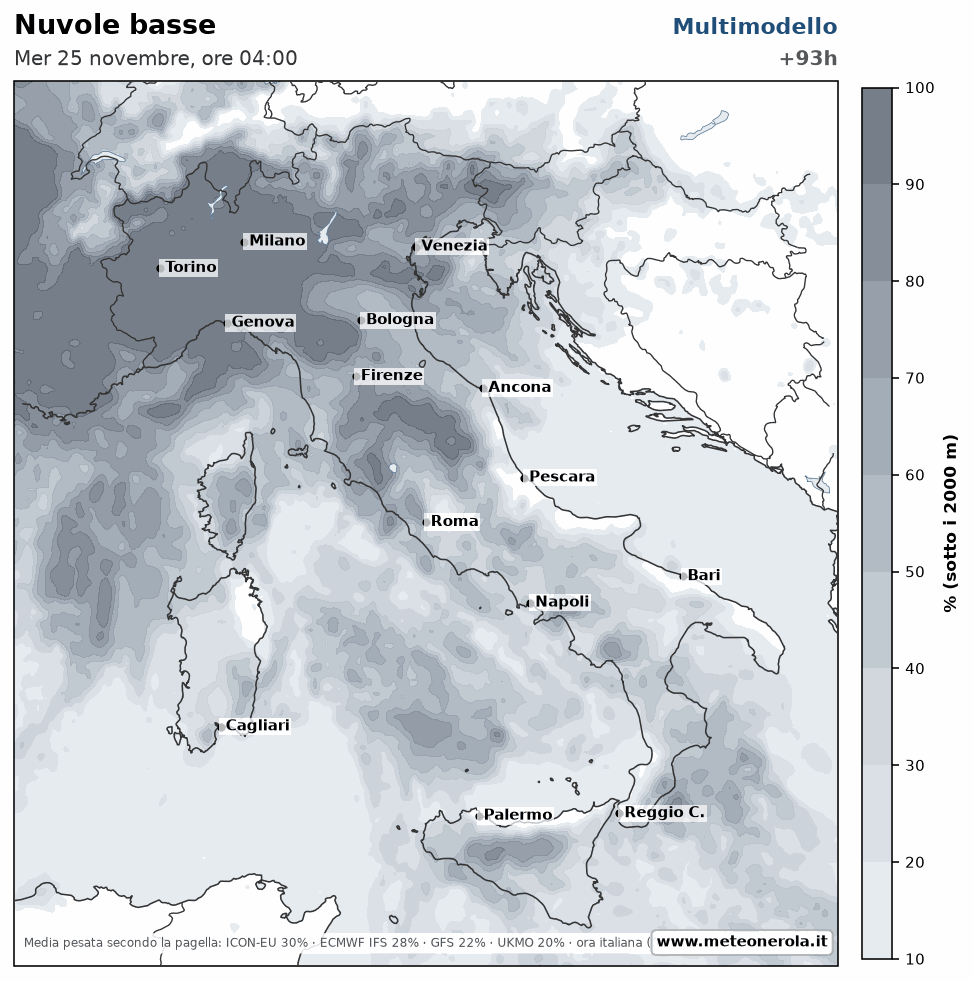 Nuvole basse
Multimodello
Mer 25 novembre, ore 04:00
+93h
100
90
80
70
60
50
40
30
20
10
% (sotto i 2000 m)
Milano
Venezia
Torino
Genova
Bologna
Firenze
Ancona
Pescara
Roma
Bari
Napoli
Cagliari
Palermo
Reggio C.
Media pesata secondo la pagella: ICON-EU 30% · ECMWF IFS 28% · GFS 22% · UKMO 20% · ora italiana (
www.meteonerola.it